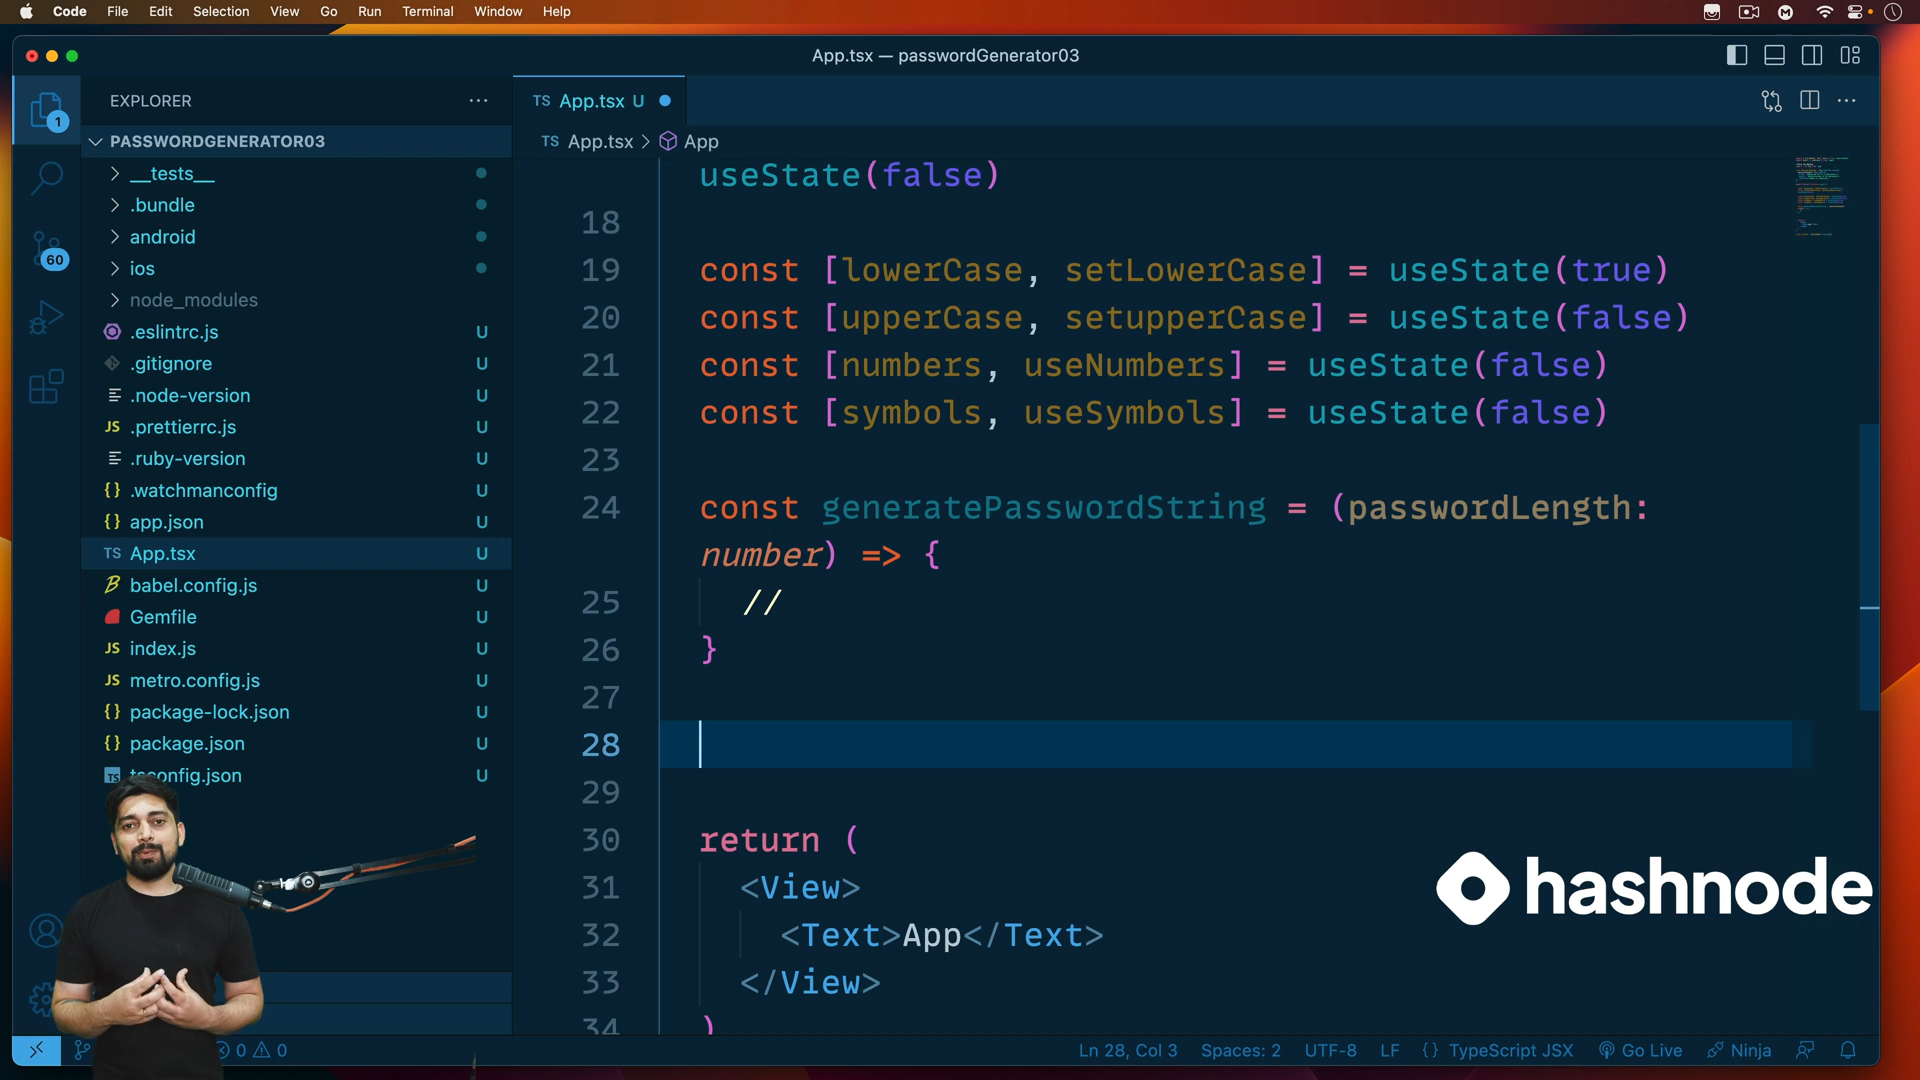 Code File Edit Selection View Go Run Terminal Window Help
App.tsx — passwordGenerator03
EXPLORER
1
PASSWORDGENERATOR03
__tests__
.bundle
android
60
ios
node_modules
.eslintrc.js U
.gitignore U
.node-version U
JS .prettierrc.js U
.ruby-version U
{} .watchmanconfig U
{} app.json U
TS App.tsx U
babel.config.js U
Gemfile U
JS index.js U
JS metro.config.js U
{} package-lock.json U
{} package.json U
TS tsconfig.json U
TS App.tsx U
TS App.tsx > App
useState(false)
18
19 const [lowerCase, setLowerCase] = useState(true)
20 const [upperCase, setupperCase] = useState(false)
21 const [numbers, useNumbers] = useState(false)
22 const [symbols, useSymbols] = useState(false)
23
24 const generatePasswordString = (passwordLength:
number) => {
25 //
26 }
27
28
29
30 return (
31 <View>
32 <Text>App</Text>
33 </View>
34 )
hashnode
0 0
Ln 28, Col 3 Spaces: 2 UTF-8 LF {} TypeScript JSX Go Live Ninja